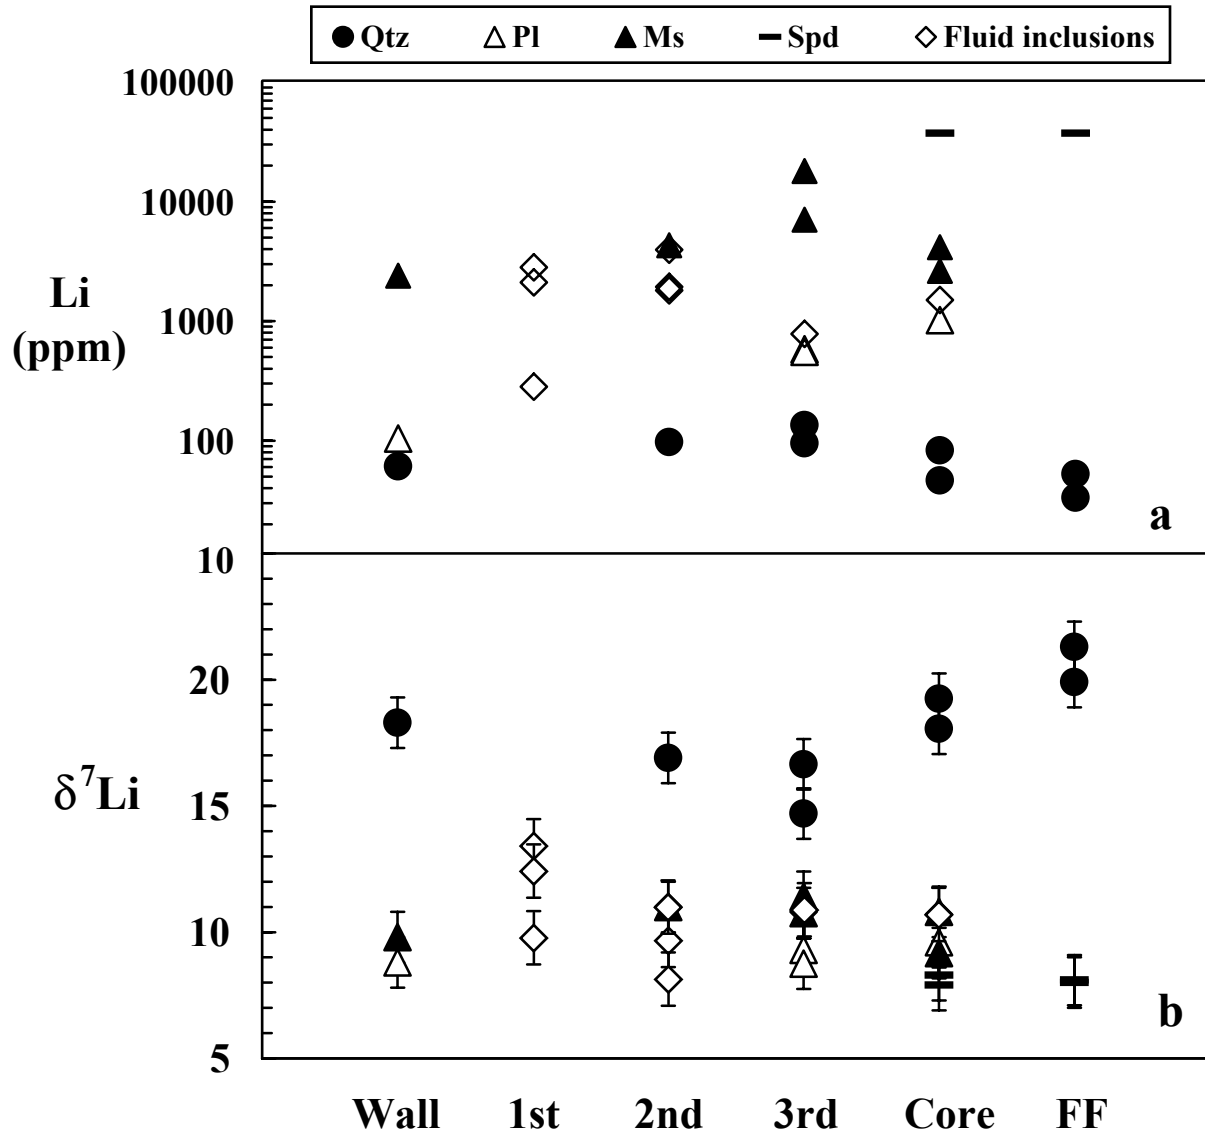 Qtz Pl Ms Spd Fluid inclusions
100000
10000
Li
(ppm)
1000
100
a
10
20
δ⁷Li
15
10
b
5
Wall 1st 2nd 3rd Core FF